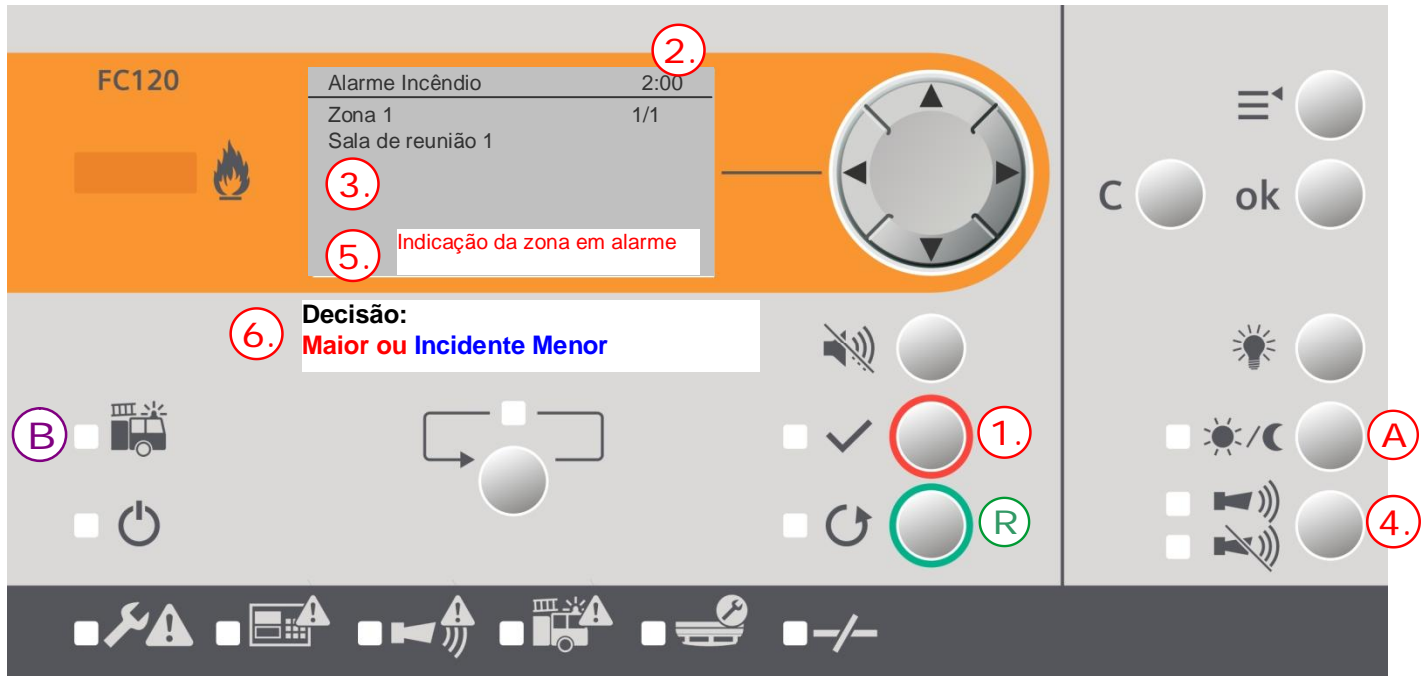 2.
FC120
Alarme Incêndio 2:00
Zona 1 1/1
Sala de reunião 1
3.
5. Indicação da zona em alarme
C ok
6. Decisão:
Maior ou Incidente Menor
B
1.
A
R
4.